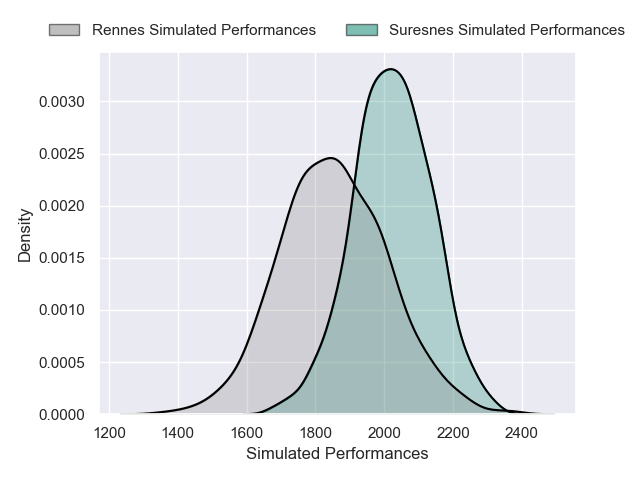 Rennes Simulated Performances
Suresnes Simulated Performances
0.0030
0.0025
0.0020
0.0015
0.0010
0.0005
0.0000
Density
1200 1400 1600 1800 2000 2200 2400
Simulated Performances